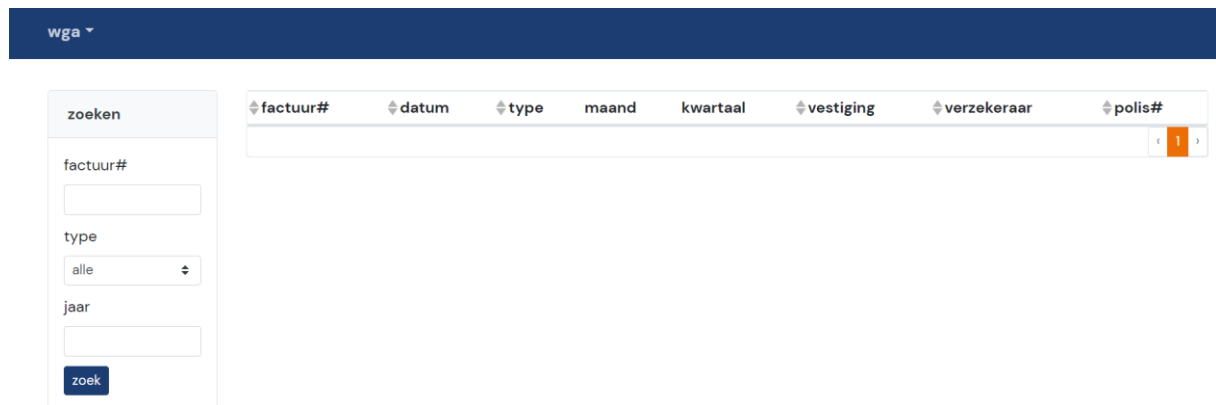 wga
zoeken
factuur# datum type maand kwartaal vestiging verzekeraar polis#
‹ 1 ›
factuur#
type
alle
jaar
zoek